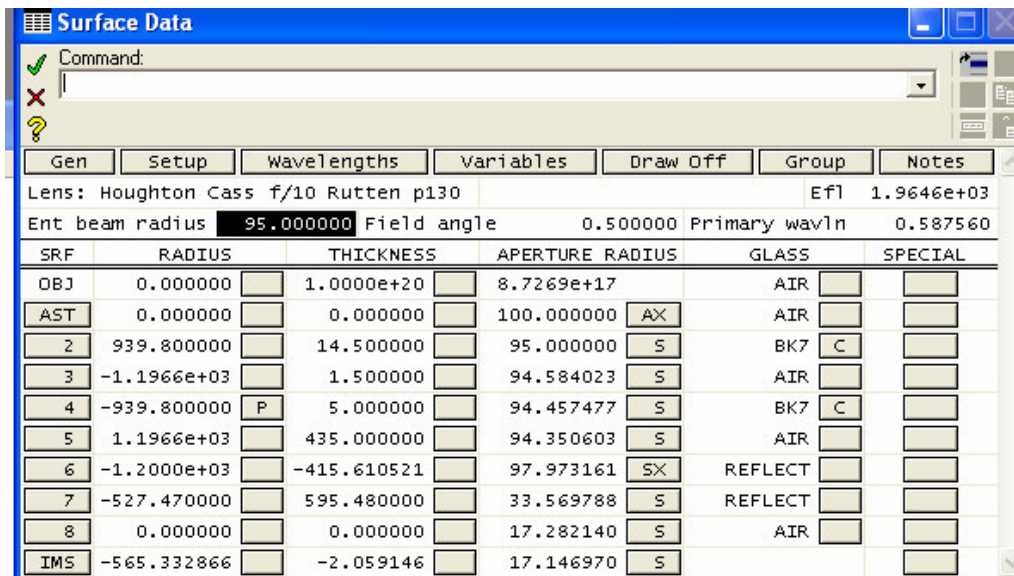 Surface Data
Command:
Gen Setup Wavelengths Variables Draw Off Group Notes
Lens: Houghton Cass f/10 Rutten p130 Efl 1.9646e+03
Ent beam radius 95.000000 Field angle 0.500000 Primary wavln 0.587560
SRF RADIUS THICKNESS APERTURE RADIUS GLASS SPECIAL
OBJ 0.000000 1.0000e+20 8.7269e+17 AIR
AST 0.000000 0.000000 100.000000 AX AIR
2 939.800000 14.500000 95.000000 S BK7 C
3 -1.1966e+03 1.500000 94.584023 S AIR
4 -939.800000 P 5.000000 94.457477 S BK7 C
5 1.1966e+03 435.000000 94.350603 S AIR
6 -1.2000e+03 -415.610521 97.973161 SX REFLECT
7 -527.470000 595.480000 33.569788 S REFLECT
8 0.000000 0.000000 17.282140 S AIR
IMS -565.332866 -2.059146 17.146970 S